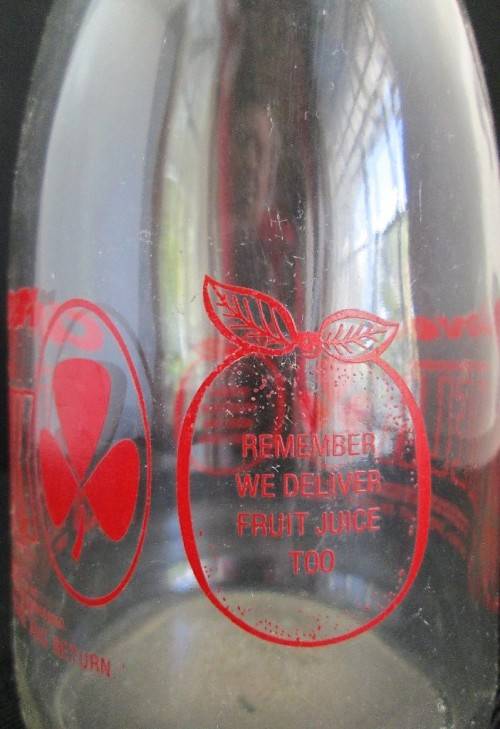 REMEMBER
WE DELIVER
FRUIT JUICE
TOO
RETURN